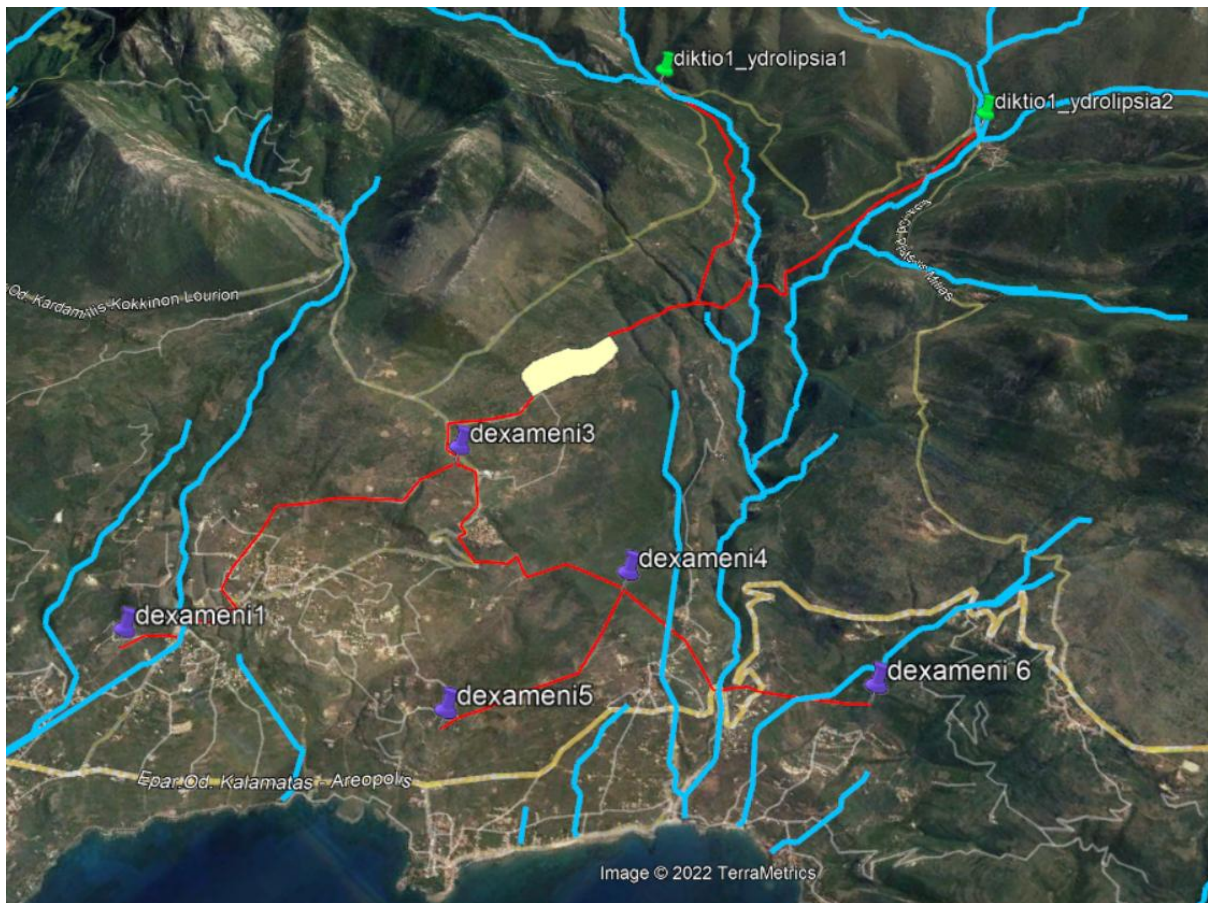 diktio1_ydrolipsia1
diktio1_ydrolipsia2
Od. Kardamilis-Kokkinon Lourion
dexameni3
dexameni4
dexameni1
dexameni5
dexameni 6
Epar.Od. Kalamatas - Areopolis
Image © 2022 TerraMetrics